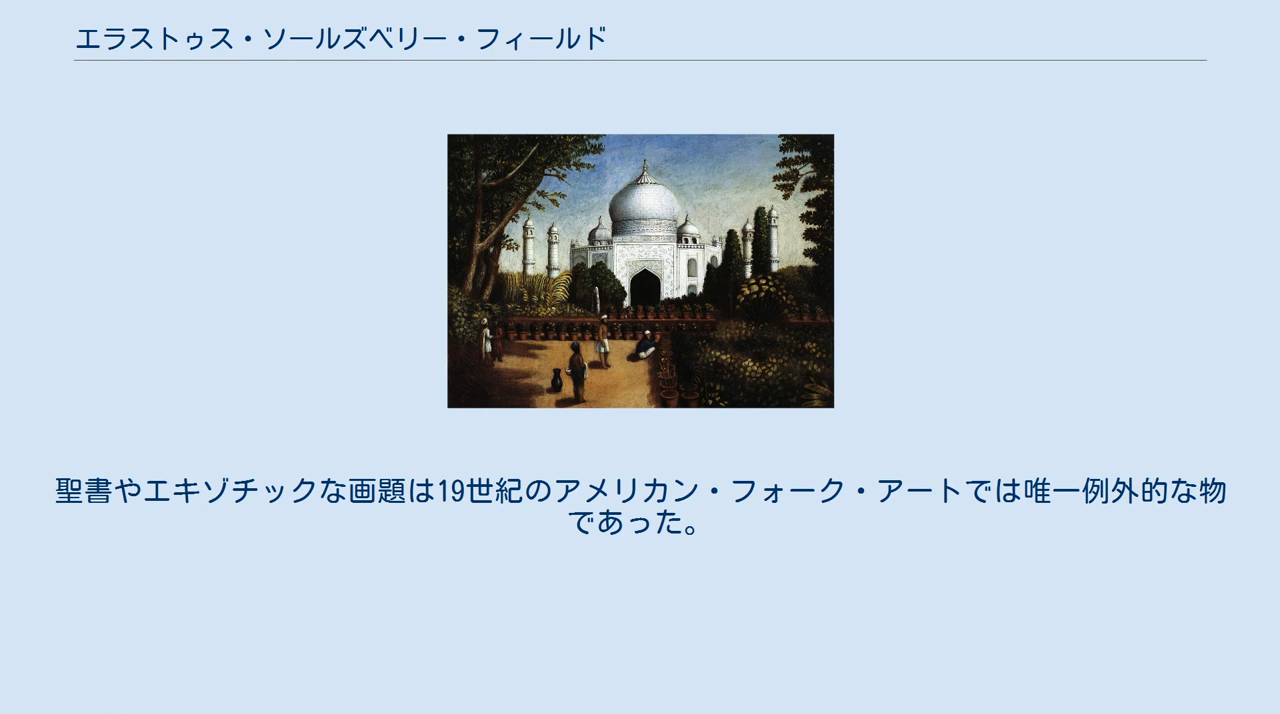 エラストゥス・ソールズベリー・フィールド
聖書やエキゾチックな画題は19世紀のアメリカン・フォーク・アートでは唯一例外的な物
であった。